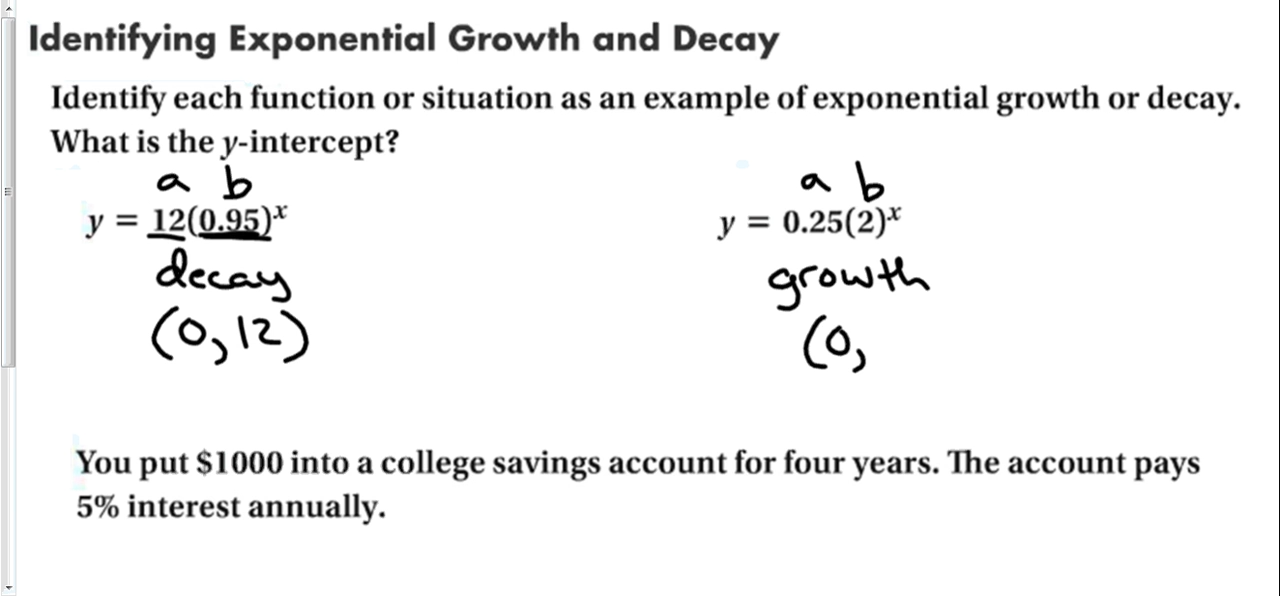 Identifying Exponential Growth and Decay
Identify each function or situation as an example of exponential growth or decay.
What is the y-intercept?
a b
y = 12(0.95)ˣ
decay
(0,12)
a b
y = 0.25(2)ˣ
growth
(0,
You put $1000 into a college savings account for four years. The account pays
5% interest annually.